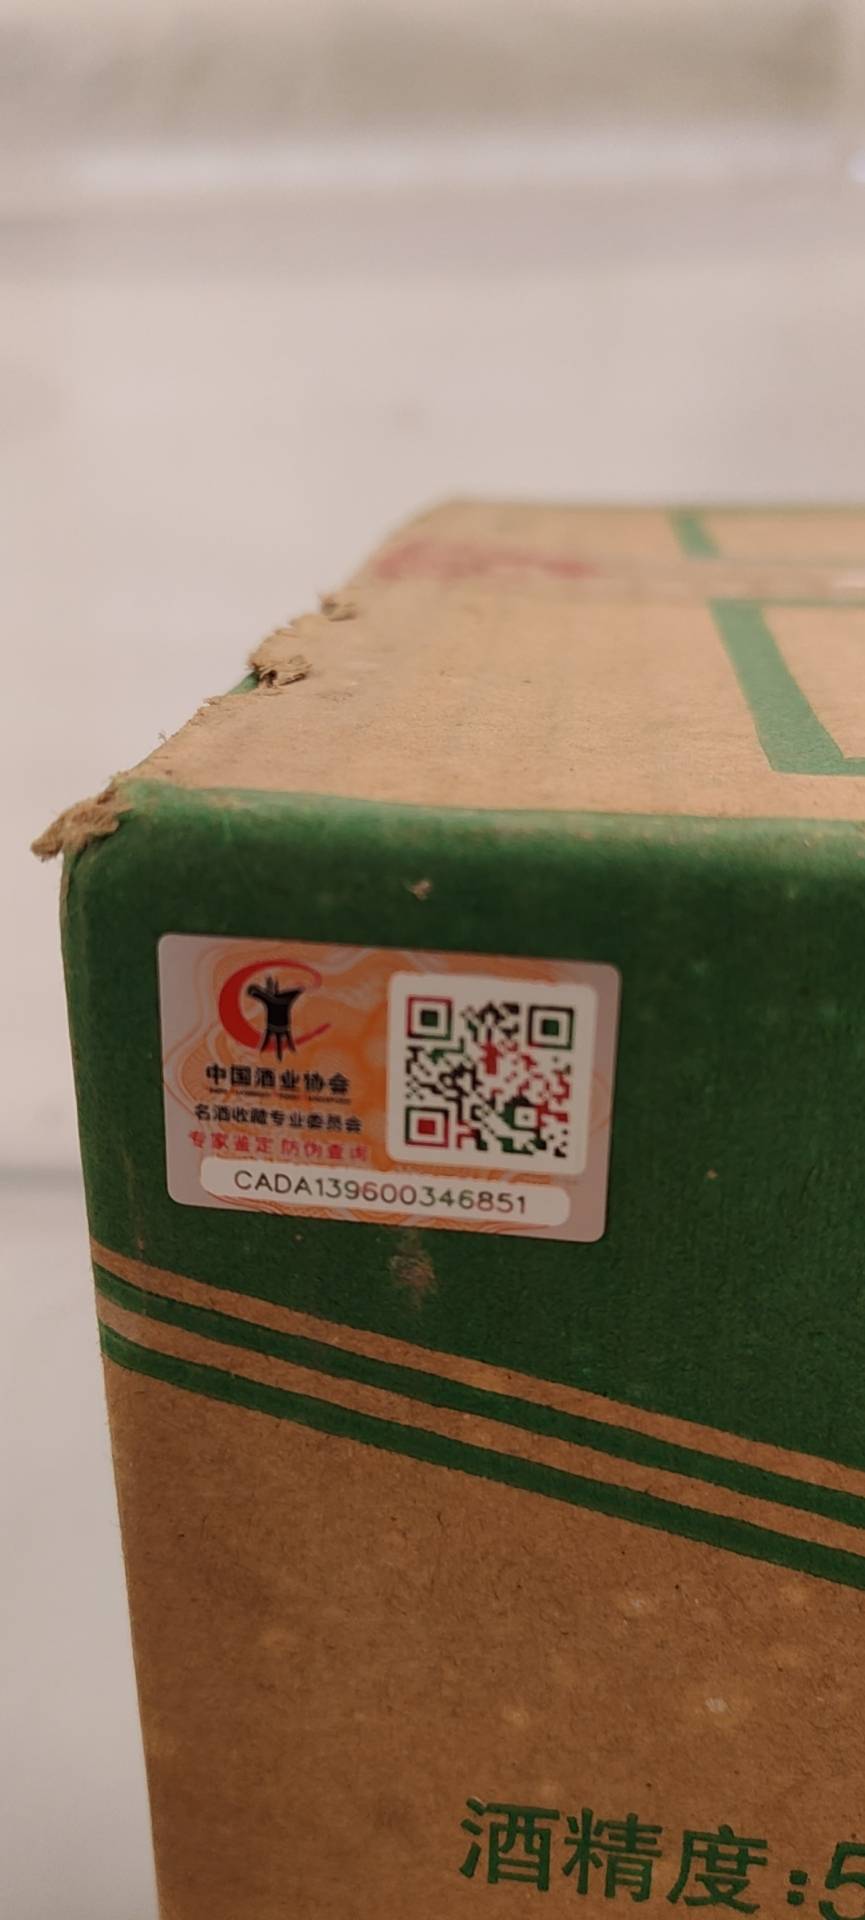 中国酒业协会
名酒收藏专业委员会
专家鉴定 防伪查询
CADA139600346851
酒精度:5